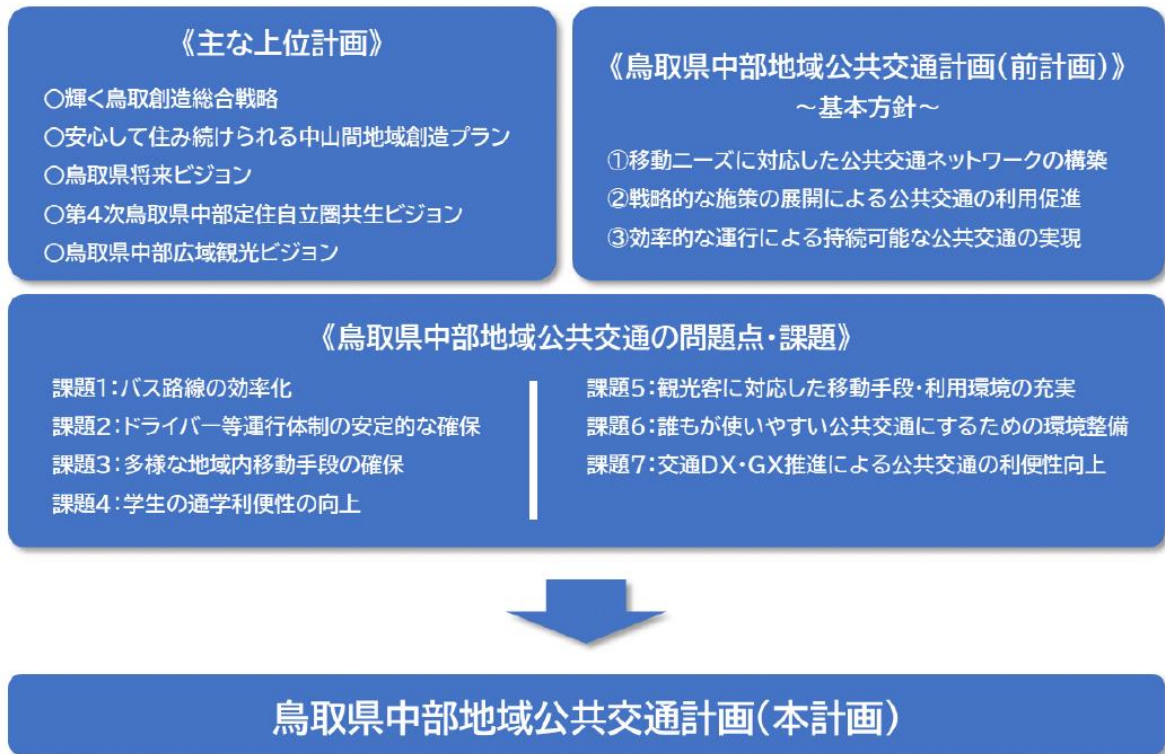 《主な上位計画》
○輝く鳥取創造総合戦略
○安心して住み続けられる中山間地域創造プラン
○鳥取県将来ビジョン
○第4次鳥取県中部定住自立圏共生ビジョン
○鳥取県中部広域観光ビジョン
《鳥取県中部地域公共交通計画(前計画)》
～基本方針～
①移動ニーズに対応した公共交通ネットワークの構築
②戦略的な施策の展開による公共交通の利用促進
③効率的な運行による持続可能な公共交通の実現
《鳥取県中部地域公共交通の問題点・課題》
課題1：バス路線の効率化
課題2：ドライバー等運行体制の安定的な確保
課題3：多様な地域内移動手段の確保
課題4：学生の通学利便性の向上
課題5：観光客に対応した移動手段・利用環境の充実
課題6：誰もが使いやすい公共交通にするための環境整備
課題7：交通DX・GX推進による公共交通の利便性向上
鳥取県中部地域公共交通計画(本計画)